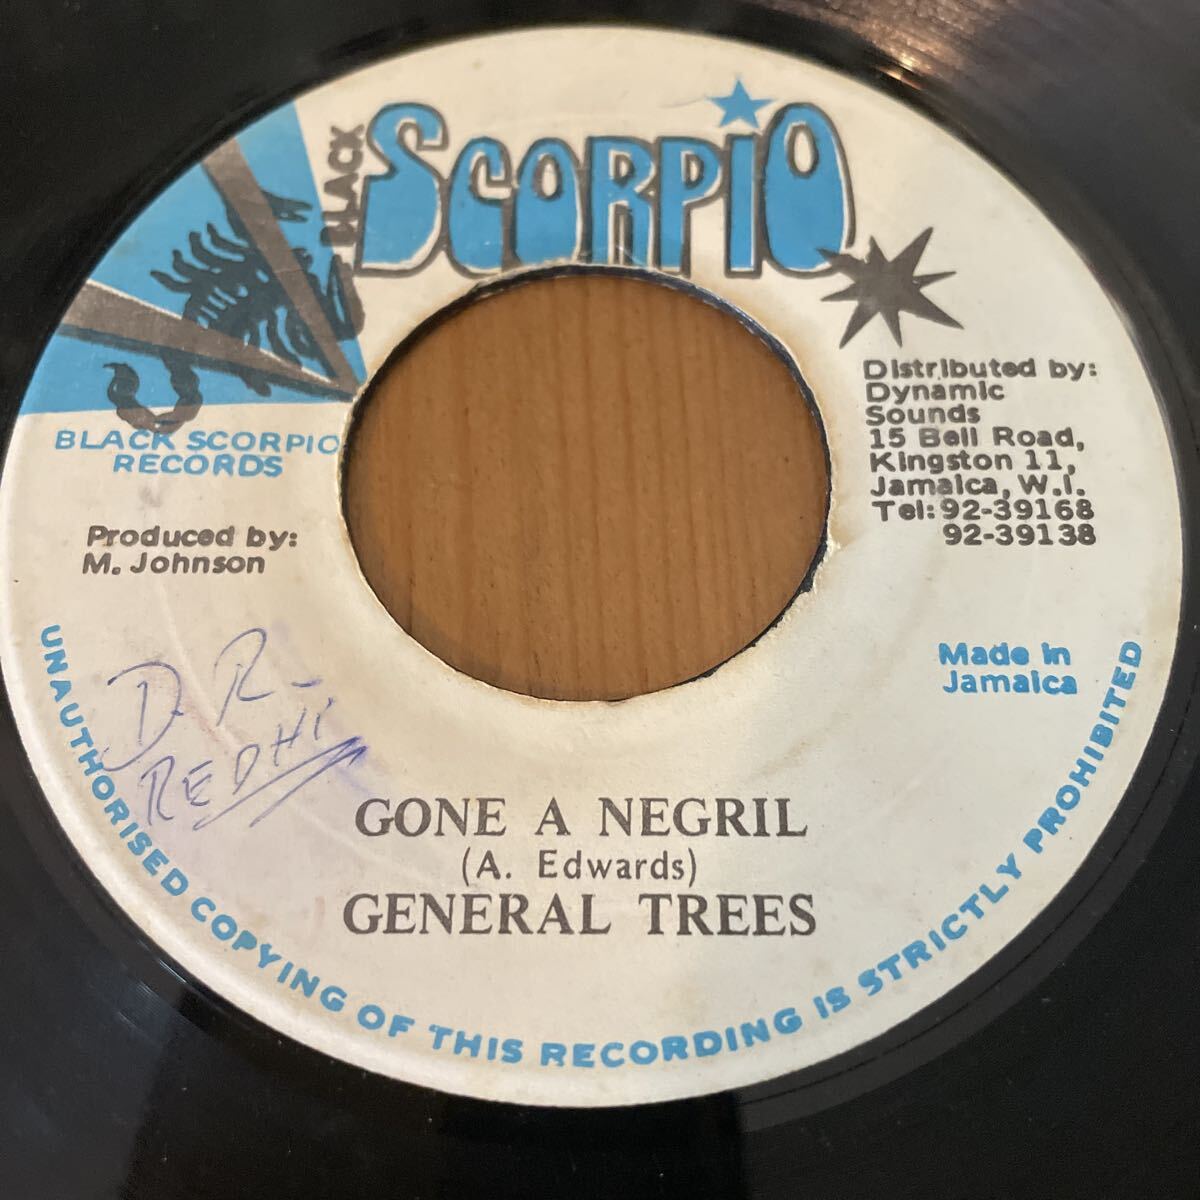 BLACK
SCORPIO
BLACK SCORPIO
RECORDS
Produced by:
M. Johnson
Distributed by:
Dynamic
Sounds
15 Bell Road,
Kingston 11,
Jamaica, W.I.
Tel: 92-39168
92-39138
Made in
Jamaica
D. R.
GONE A NEGRIL
(A. Edwards)
GENERAL TREES
UNAUTHORISED COPYING OF THIS RECORDING IS STRICTLY PROHIBITED.